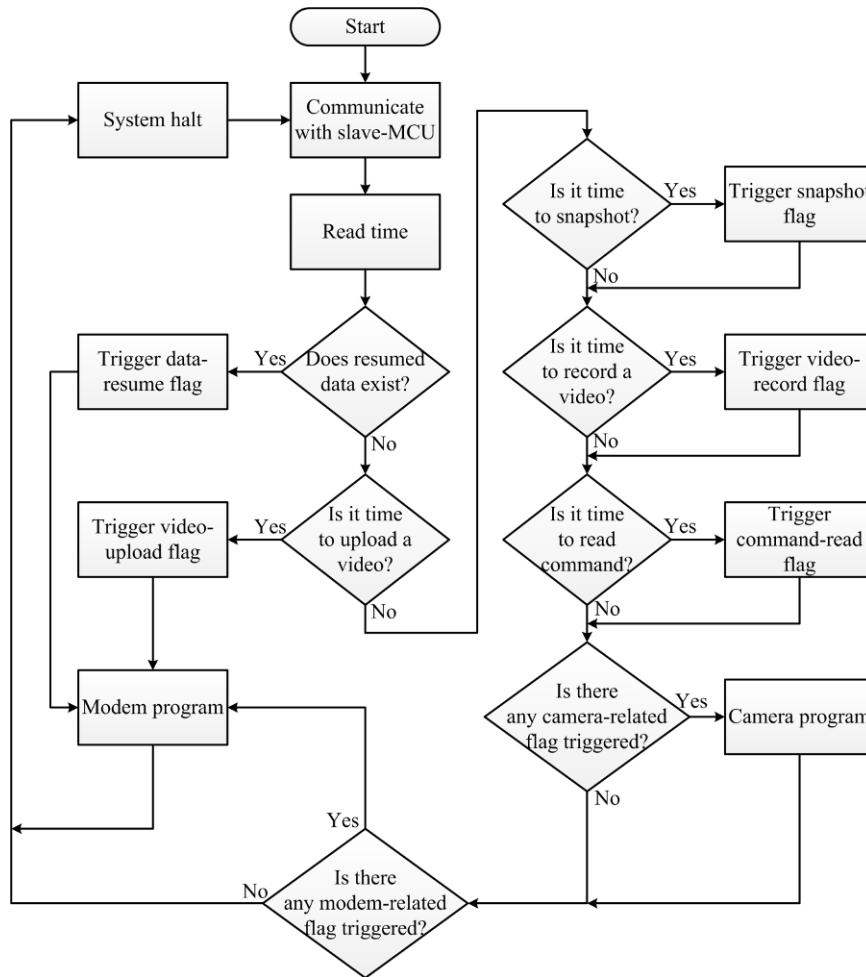 Start
System halt
Communicate
with slave-MCU
Read time
Does resumed
data exist?
Yes
No
Trigger data-
resume flag
Is it time
to upload a
video?
Yes
No
Trigger video-
upload flag
Modem program
Is it time
to snapshot?
Yes
No
Trigger snapshot
flag
Is it time
to record a
video?
Yes
No
Trigger video-
record flag
Is it time
to read
command?
Yes
No
Trigger
command-read
flag
Is there
any camera-related
flag triggered?
Yes
No
Camera program
Is there
any modem-related
flag triggered?
Yes
No